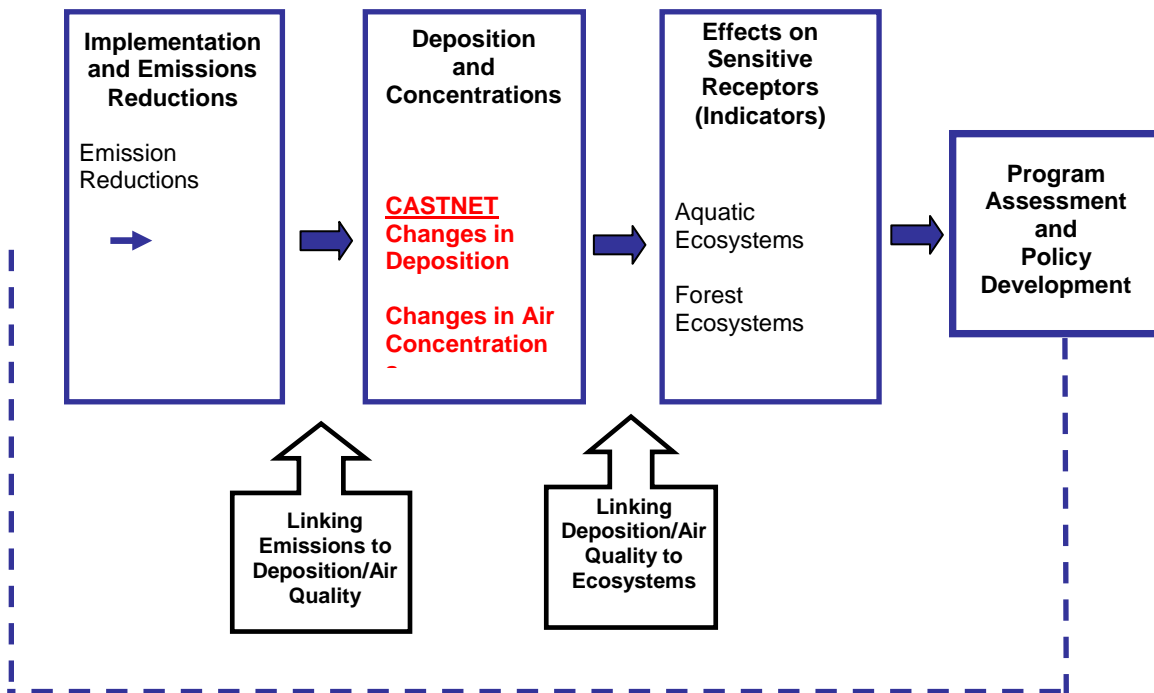 Implementation
and Emissions
Reductions
Emission
Reductions
Deposition
and
Concentrations
CASTNET
Changes in
Deposition
Changes in Air
Concentration
Effects on
Sensitive
Receptors
(Indicators)
Aquatic
Ecosystems
Forest
Ecosystems
Program
Assessment
and
Policy
Development
Linking
Emissions to
Deposition/Air
Quality
Linking
Deposition/Air
Quality to
Ecosystems